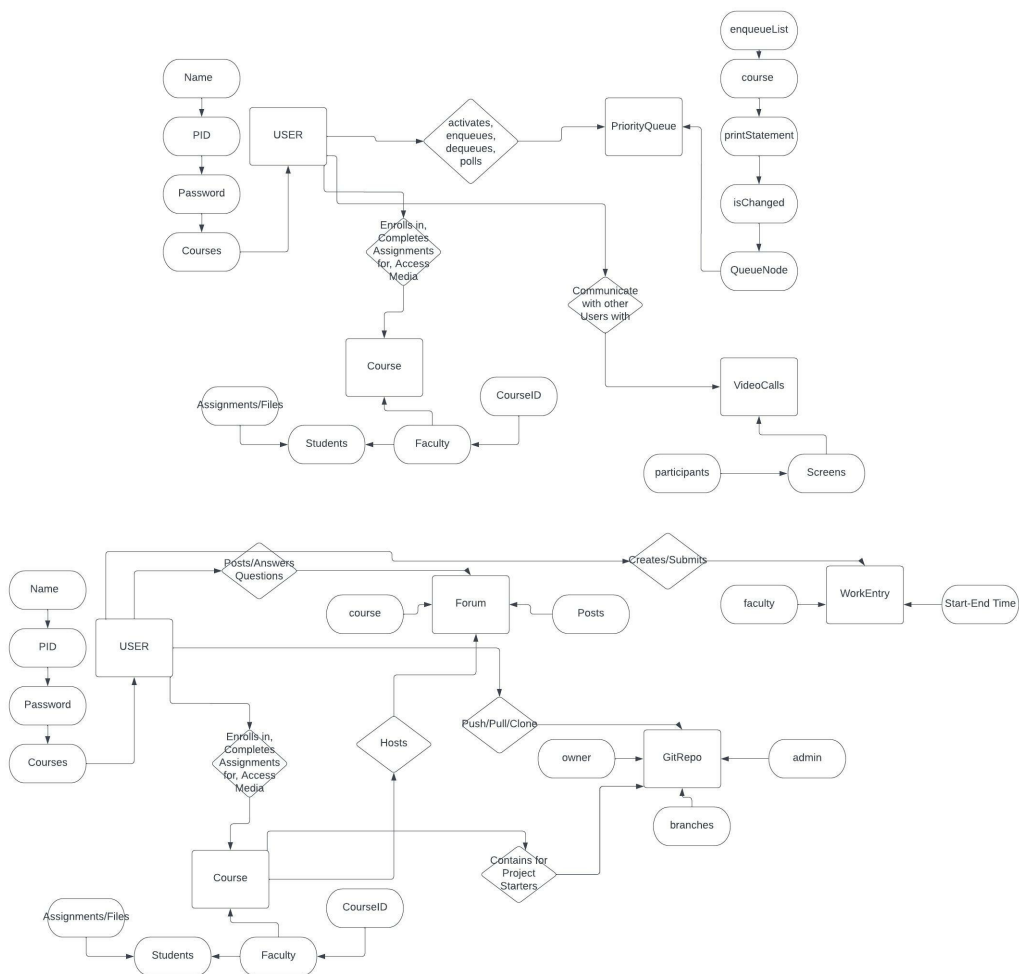 enqueueList
Name
course
USER
PriorityQueue
activates,
enqueues,
dequeues,
polls
PID
printStatement
Password
isChanged
Enrolls in,
Completes
Assignments
for, Access
Media
Courses
QueueNode
Communicate
with other
Users with
Course
VideoCalls
CourseID
Assignments/Files
Students
Faculty
participants
Screens
Posts/Answers
Questions
Creates/Submits
Name
Forum
WorkEntry
course
Posts
faculty
Start-End Time
PID
USER
Password
Push/Pull/Clone
Hosts
Enrolls in,
Completes
Assignments
for, Access
Media
Courses
owner
GitRepo
admin
branches
Contains for
Project
Starters
Course
CourseID
Assignments/Files
Students
Faculty